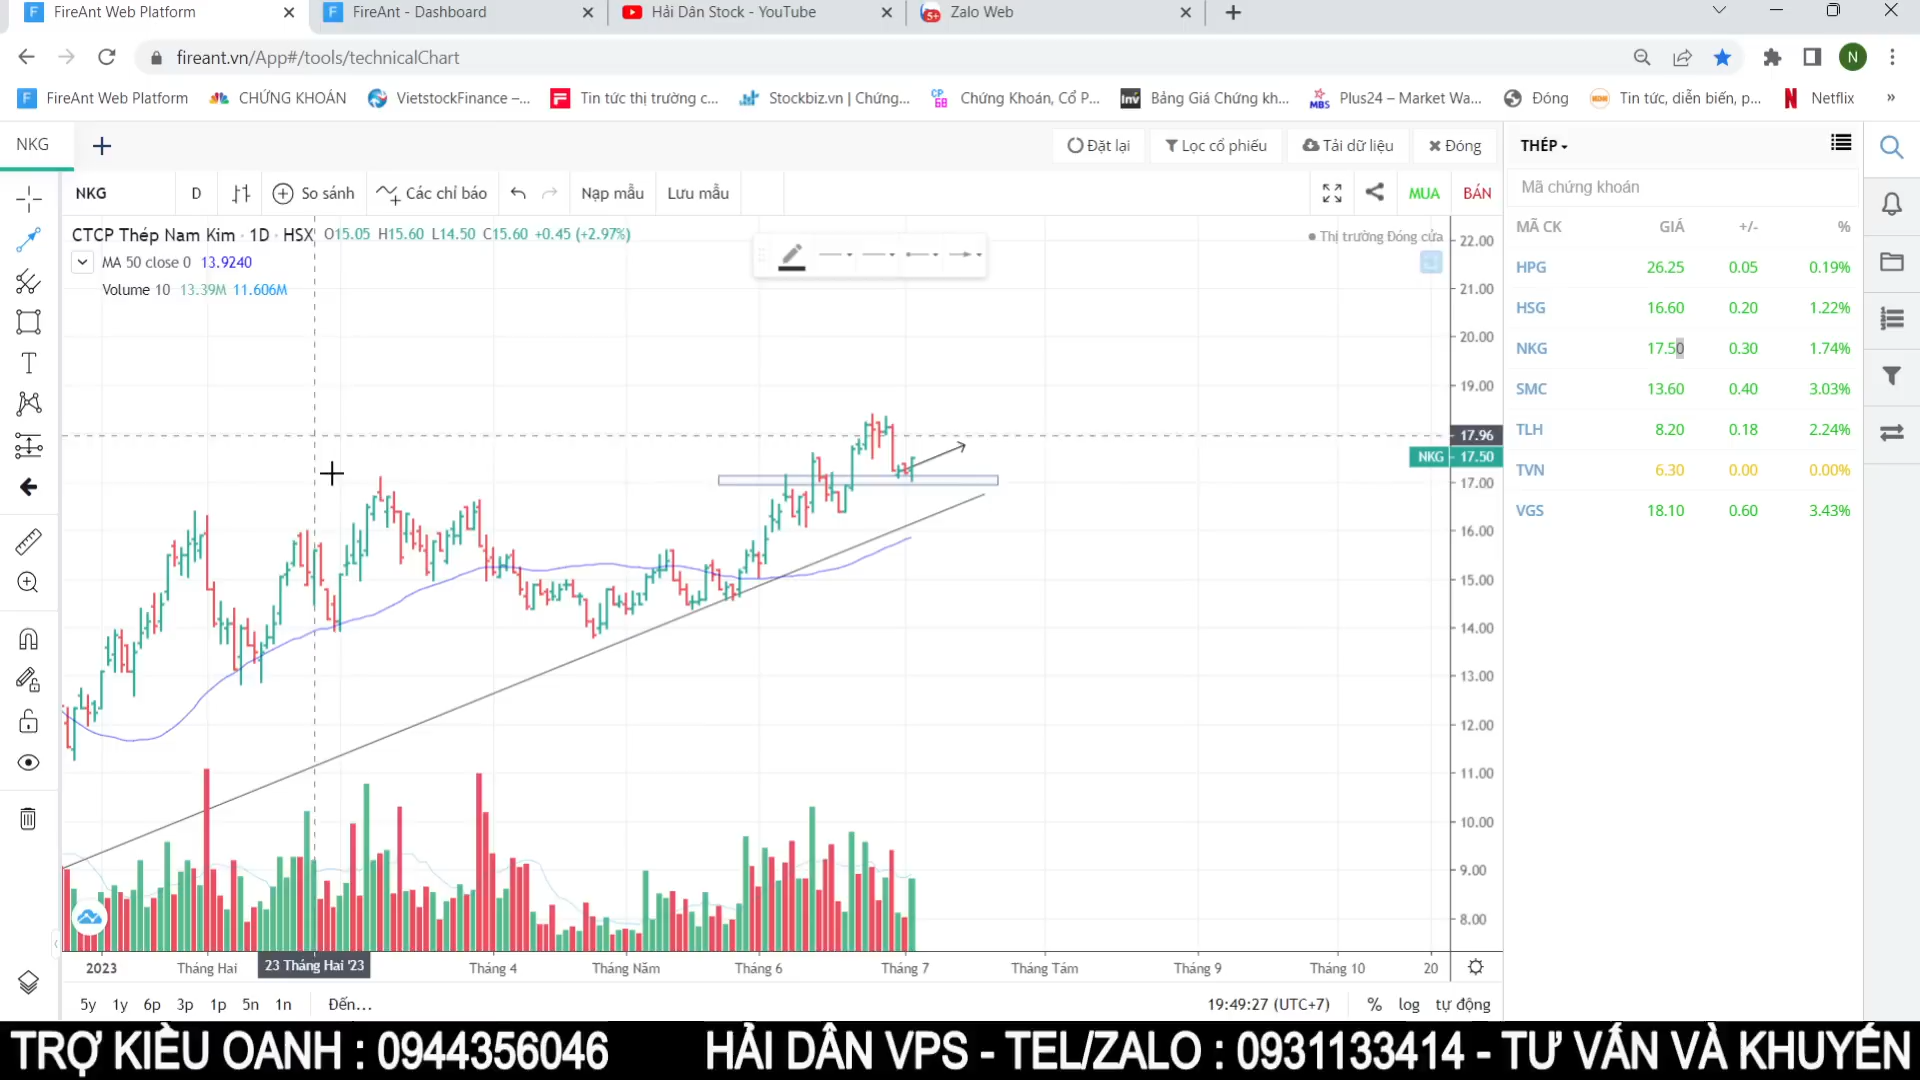 FireAnt Web Platform
FireAnt - Dashboard
Hải Dân Stock - YouTube
5+ Zalo Web
fireant.vn/App#/tools/technicalChart
N
FireAnt Web Platform
CHỨNG KHOÁN
VietstockFinance –...
Tin tức thị trường c...
Stockbiz.vn | Chứng...
Chứng Khoán, Cổ P...
Bảng Giá Chứng kh...
Plus24 – Market Wa...
Đóng
Tin tức, diễn biến, p...
Netflix
»
NKG
Đặt lại
Lọc cổ phiếu
Tải dữ liệu
Đóng
THÉP
NKG
D
So sánh
Các chỉ báo
Nạp mẫu
Lưu mẫu
MUA
BÁN
Mã chứng khoán
CTCP Thép Nam Kim · 1D · HSX O15.05 H15.60 L14.50 C15.60 +0.45 (+2.97%)
Thị trường Đóng cửa
MA 50 close 0 13.9240
Volume 10 13.39M 11.606M
MÃ CK GIÁ +/- %
HPG 26.25 0.05 0.19%
HSG 16.60 0.20 1.22%
NKG 17.50 0.30 1.74%
SMC 13.60 0.40 3.03%
TLH 8.20 0.18 2.24%
TVN 6.30 0.00 0.00%
VGS 18.10 0.60 3.43%
22.00
21.00
20.00
19.00
17.96
NKG 17.50
17.00
16.00
15.00
14.00
13.00
12.00
11.00
10.00
9.00
8.00
2023 Tháng Hai 23 Tháng Hai '23 Tháng 4 Tháng Năm Tháng 6 Tháng 7 Tháng Tám Tháng 9 Tháng 10 20
5y 1y 6p 3p 1p 5n 1n Đến...
19:49:27 (UTC+7) % log tự động
TRỢ KIỀU OANH : 0944356046 HẢI DÂN VPS - TEL/ZALO : 0931133414 - TƯ VẤN VÀ KHUYẾN